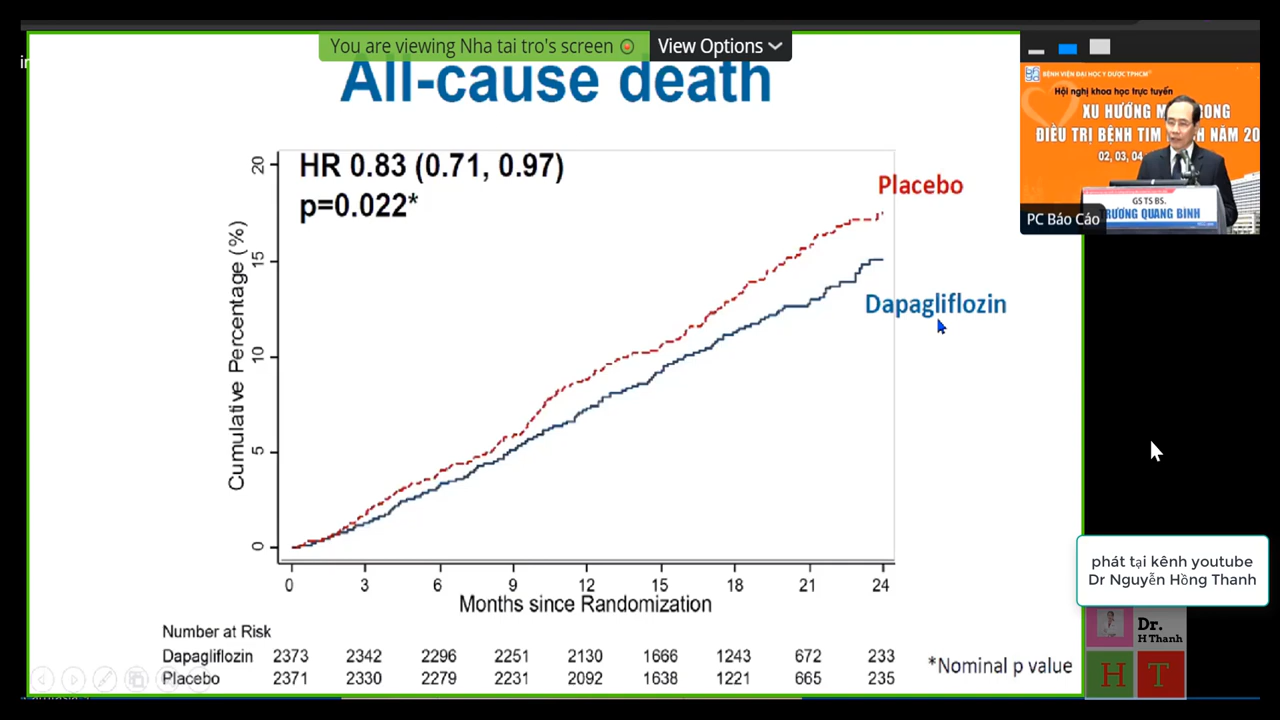 You are viewing Nha tai tro's screen
View Options
All-cause death
HR 0.83 (0.71, 0.97)
p=0.022*
Placebo
Dapagliflozin
Cumulative Percentage (%)
20
15
10
5
0
0 3 6 9 12 15 18 21 24
Months since Randomization
Number at Risk
Dapagliflozin 2373 2342 2296 2251 2130 1666 1243 672 233
Placebo 2371 2330 2279 2231 2092 1638 1221 665 235
*Nominal p value
BỆNH VIỆN ĐẠI HỌC Y DƯỢC TPHCM
Hội nghị khoa học trực tuyến
XU HƯỚNG
ĐIỀU TRỊ BỆNH TIM NĂM 20
02, 03, 04
GS TS BS.
TRƯƠNG QUANG BÌNH
PC Báo Cáo
phát tại kênh youtube
Dr Nguyễn Hồng Thanh
Dr.
H Thanh
H T